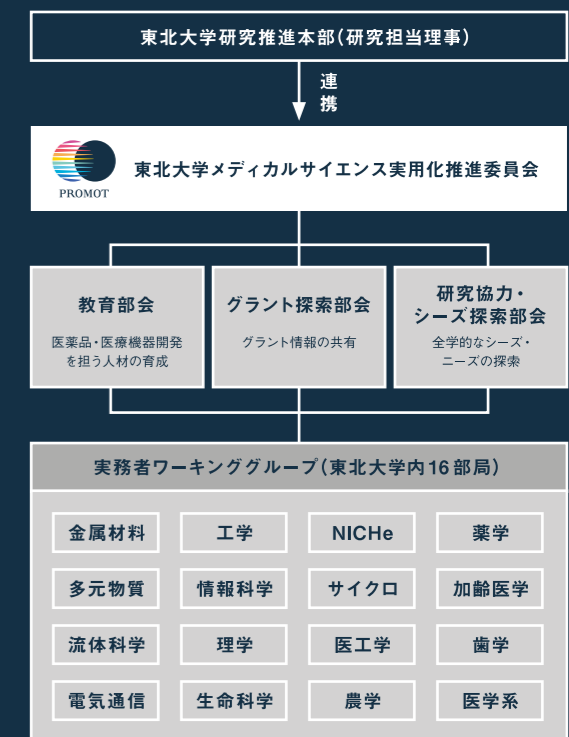 東北大学研究推進本部（研究担当理事）
連
携
PROMOT
東北大学メディカルサイエンス実用化推進委員会
教育部会
医薬品・医療機器開発
を担う人材の育成
グラント探索部会
グラント情報の共有
研究協力・
シーズ探索部会
全学的なシーズ・
ニーズの探索
実務者ワーキンググループ（東北大学内16部局）
金属材料
工学
NICHe
薬学
多元物質
情報科学
サイクロ
加齢医学
流体科学
理学
医工学
歯学
電気通信
生命科学
農学
医学系